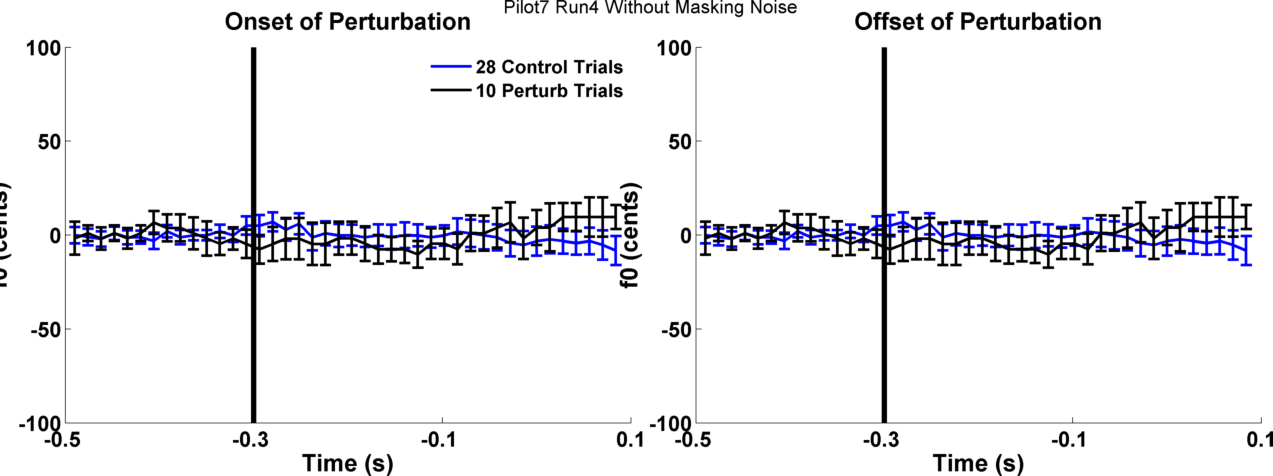 Pilot7 Run4 Without Masking Noise
Onset of Perturbation
100
50
0
-50
-100
-0.5
-0.3
-0.1
0.1
Time (s)
f0 (cents)
28 Control Trials
10 Perturb Trials
Offset of Perturbation
100
50
0
-50
-100
-0.5
-0.3
-0.1
0.1
Time (s)
f0 (cents)